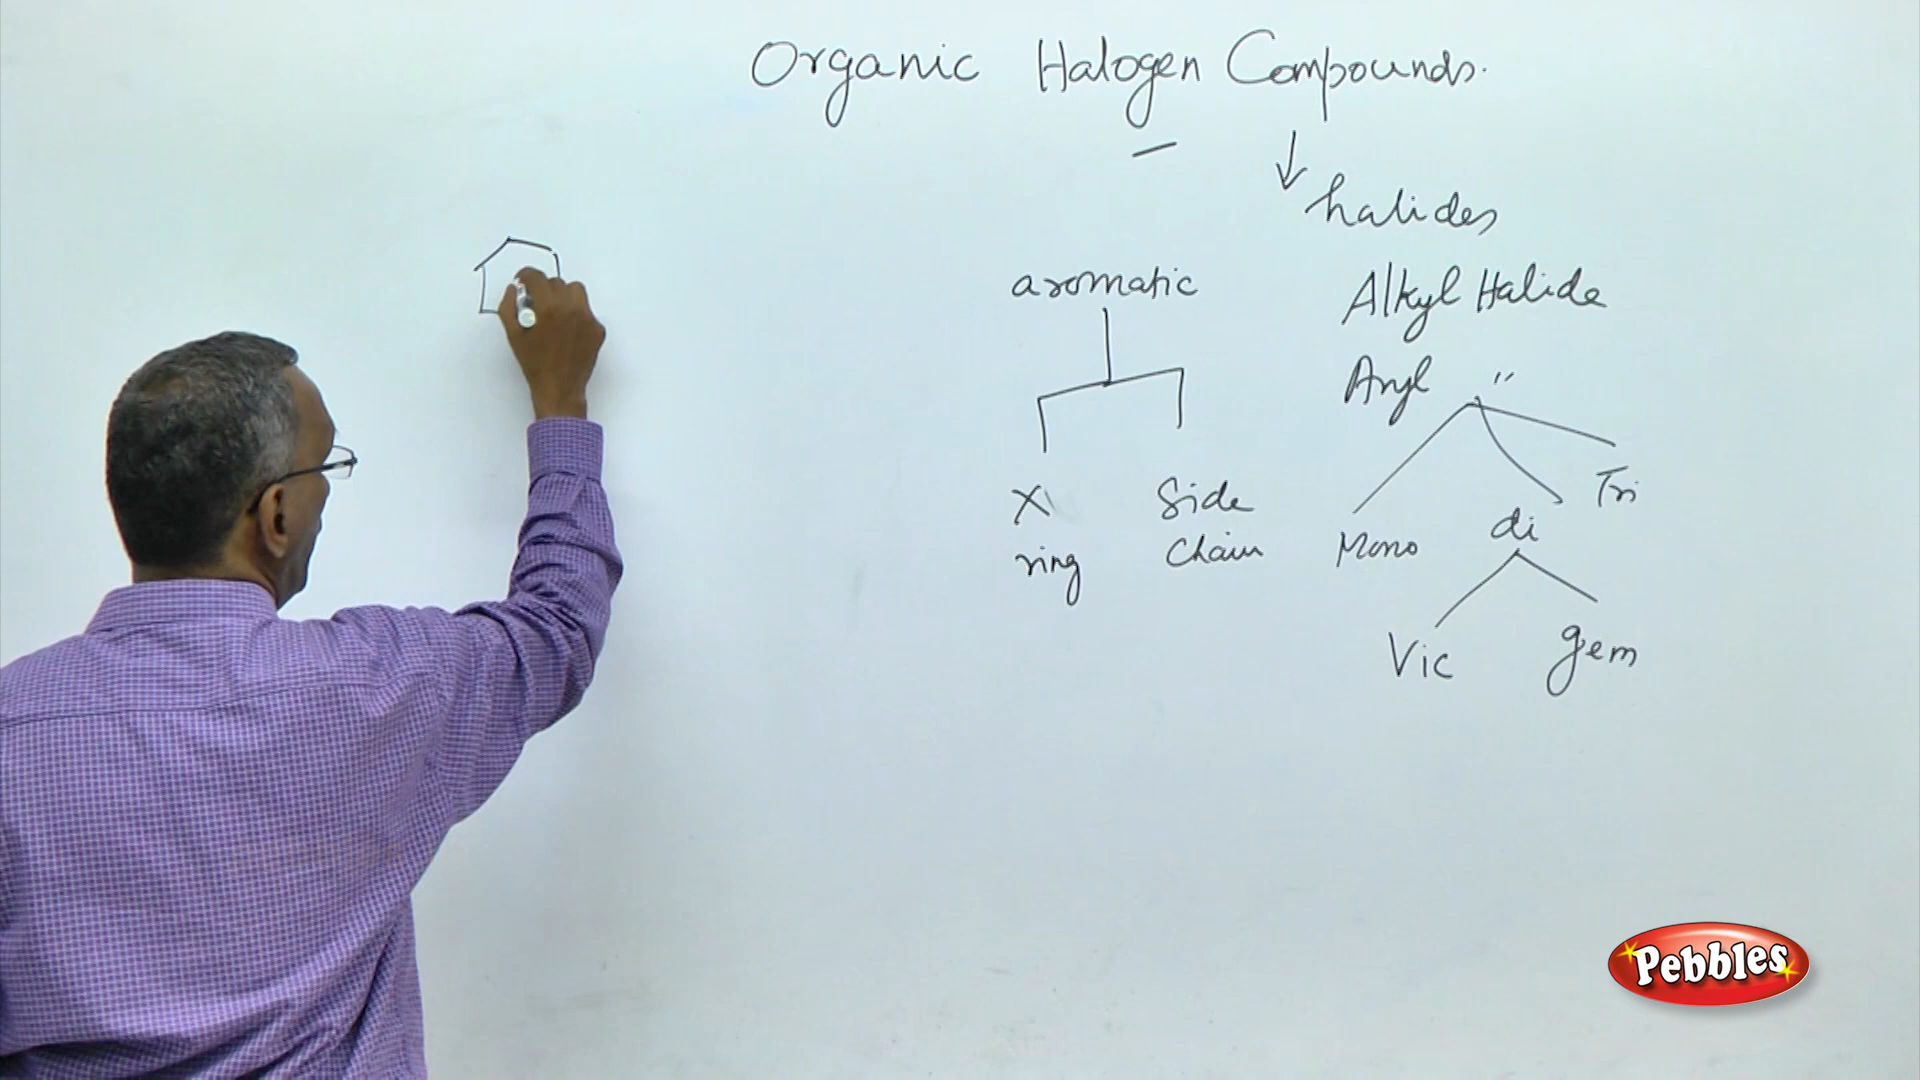 Organic Halogen Compounds.
halides
aromatic
Alkyl Halide
Aryl "
X
ring
Side
Chain
Mono
di
Tri
Vic
gem
Pebbles